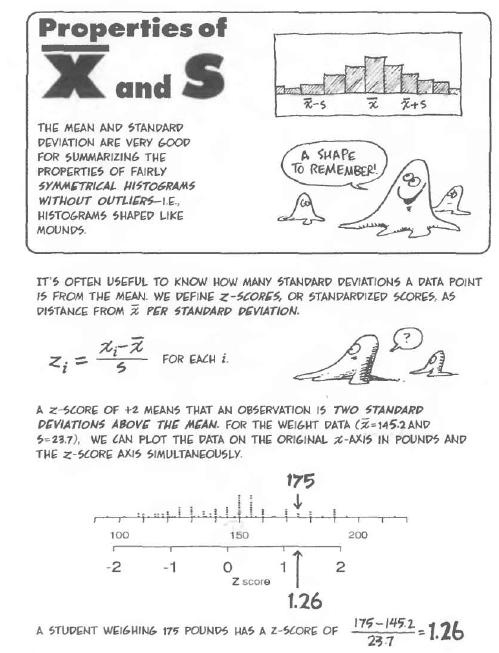 Properties of
X̄ and S
THE MEAN AND STANDARD
DEVIATION ARE VERY GOOD
FOR SUMMARIZING THE
PROPERTIES OF FAIRLY
SYMMETRICAL HISTOGRAMS
WITHOUT OUTLIERS—I.E.,
HISTOGRAMS SHAPED LIKE
MOUNDS.
x̄-s x̄ x̄+s
A SHAPE
TO REMEMBER!
IT'S OFTEN USEFUL TO KNOW HOW MANY STANDARD DEVIATIONS A DATA POINT
IS FROM THE MEAN. WE DEFINE Z-SCORES, OR STANDARDIZED SCORES, AS
DISTANCE FROM x̄ PER STANDARD DEVIATION.
zᵢ = (xᵢ - x̄) / s FOR EACH i.
?
A Z-SCORE OF +2 MEANS THAT AN OBSERVATION IS TWO STANDARD
DEVIATIONS ABOVE THE MEAN. FOR THE WEIGHT DATA (x̄=145.2 AND
S=23.7), WE CAN PLOT THE DATA ON THE ORIGINAL x-AXIS IN POUNDS AND
THE Z-SCORE AXIS SIMULTANEOUSLY.
175
100 150 200
-2 -1 0 1 2
Z score
1.26
A STUDENT WEIGHING 175 POUNDS HAS A Z-SCORE OF (175-145.2) / 23.7 = 1.26